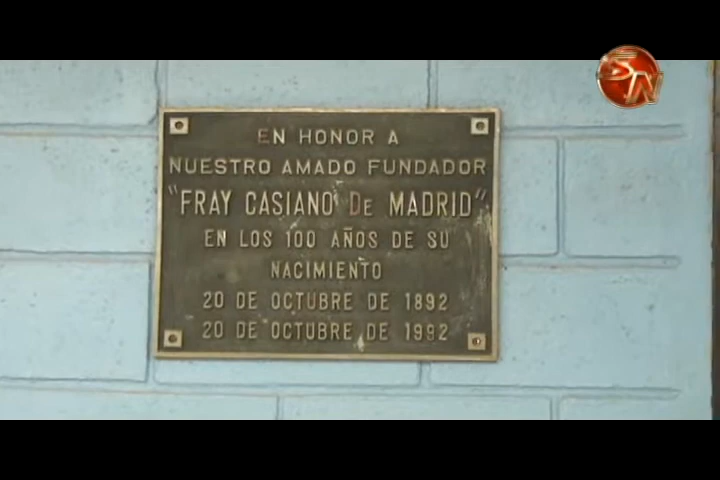 SN
EN HONOR A
NUESTRO AMADO FUNDADOR
"FRAY CASIANO De MADRID"
EN LOS 100 AÑOS DE SU
NACIMIENTO
20 DE OCTUBRE DE 1892
20 DE OCTUBRE DE 1992